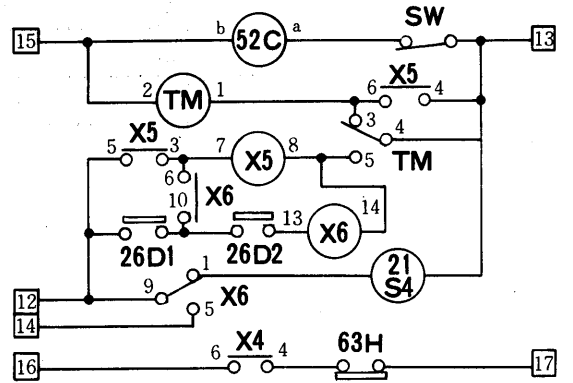 SW
15 b 52C a 13
X5
2 TM 1 6 4
3 4
X5 TM
5 3 7 X5 8 5
6
X6
10 13 X6 14
26D1 26D2
1 21 S4
9 X6
12 5
14
X4 63H
16 6 4 17